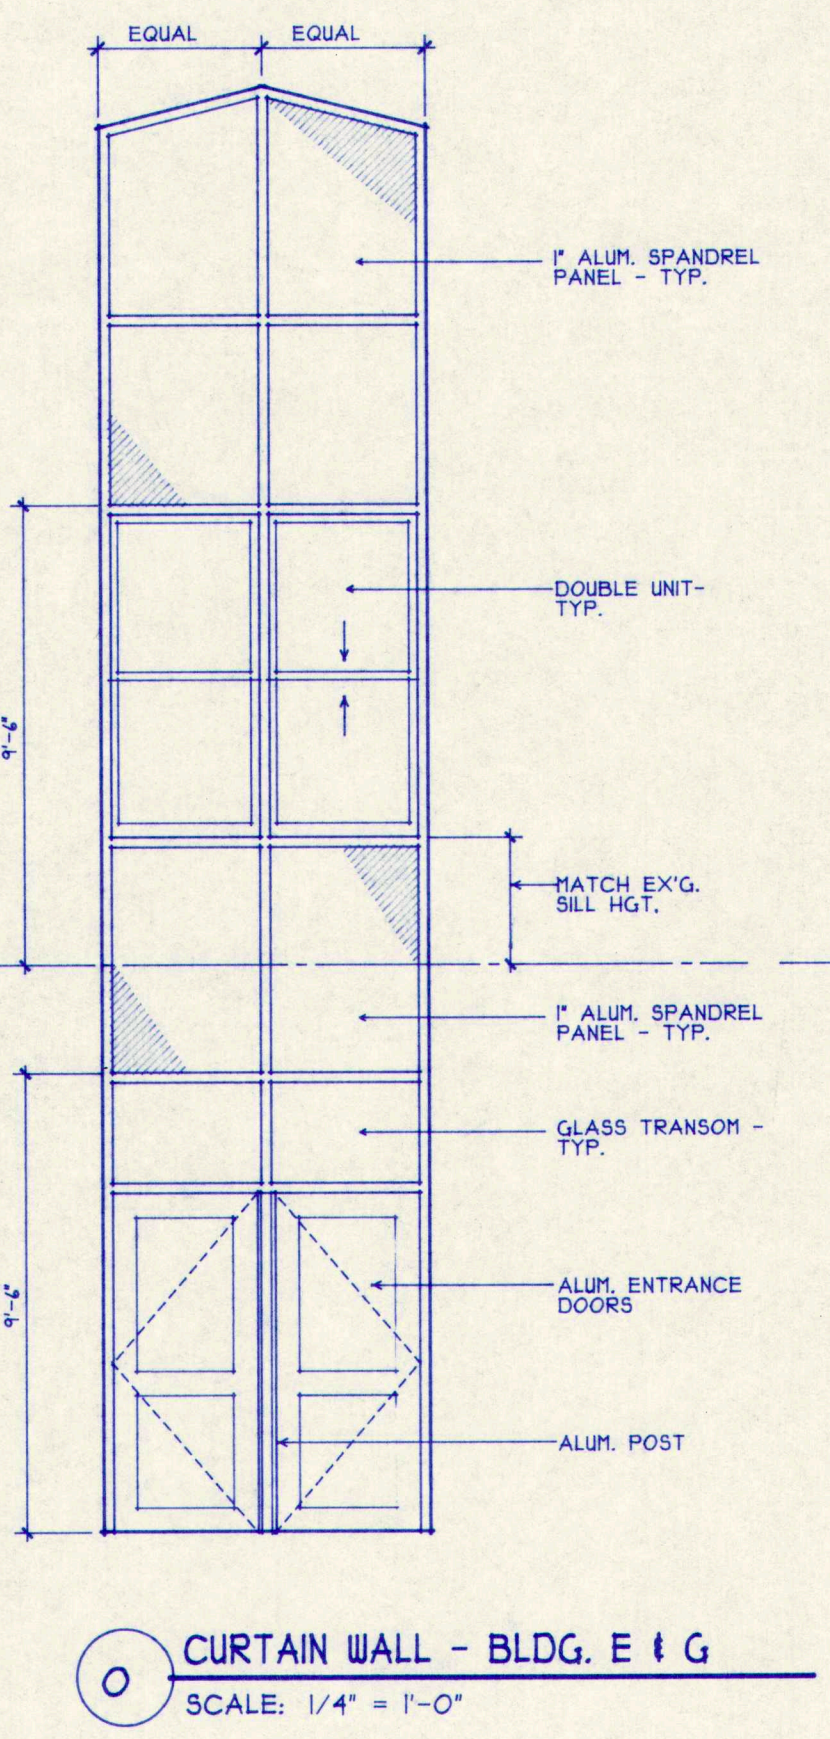 EQUAL EQUAL
1" ALUM. SPANDREL
PANEL - TYP.
DOUBLE UNIT-
TYP.
9'-6"
MATCH EX'G.
SILL HGT.
1" ALUM. SPANDREL
PANEL - TYP.
GLASS TRANSOM -
TYP.
9'-6"
ALUM. ENTRANCE
DOORS
ALUM. POST
O
CURTAIN WALL - BLDG. E & G
SCALE: 1/4" = 1'-0"